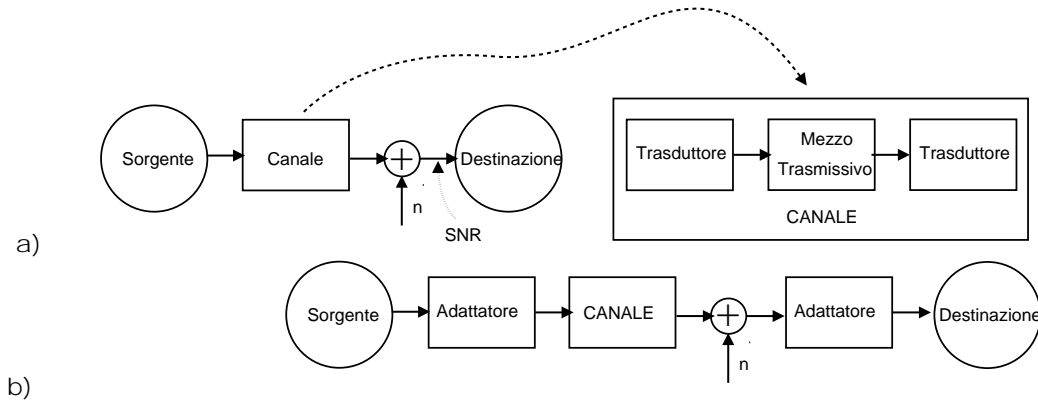 Sorgente
Canale
n
SNR
Destinazione
Trasduttore
Mezzo
Trasmissivo
Trasduttore
CANALE
a)
Sorgente
Adattatore
CANALE
n
Adattatore
Destinazione
b)